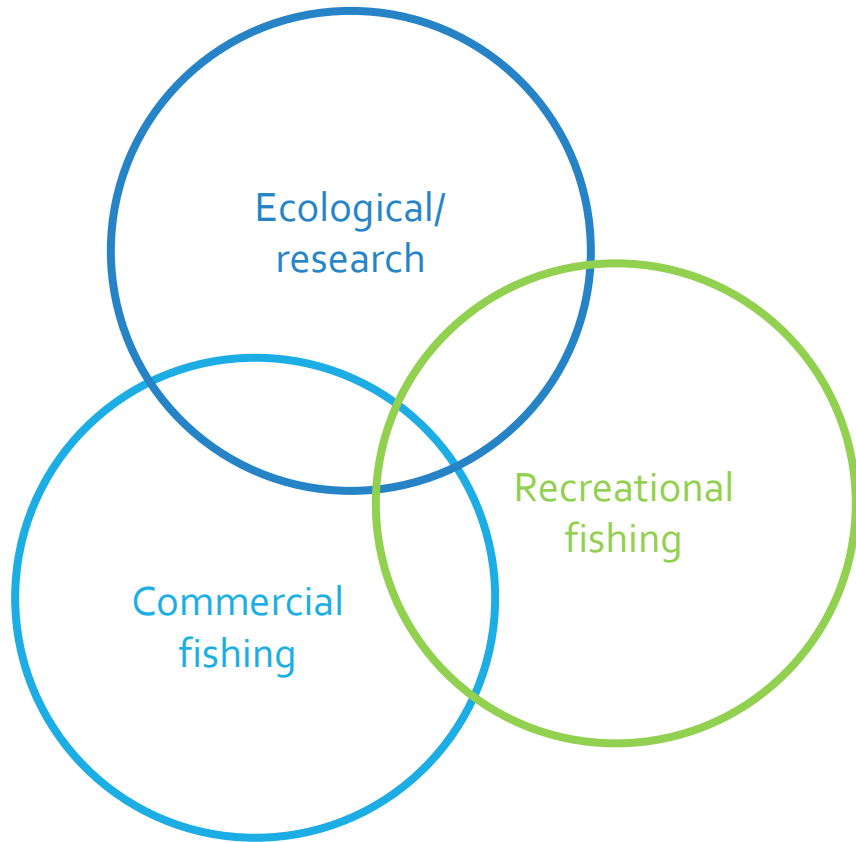 Ecological/
research
Recreational
fishing
Commercial
fishing